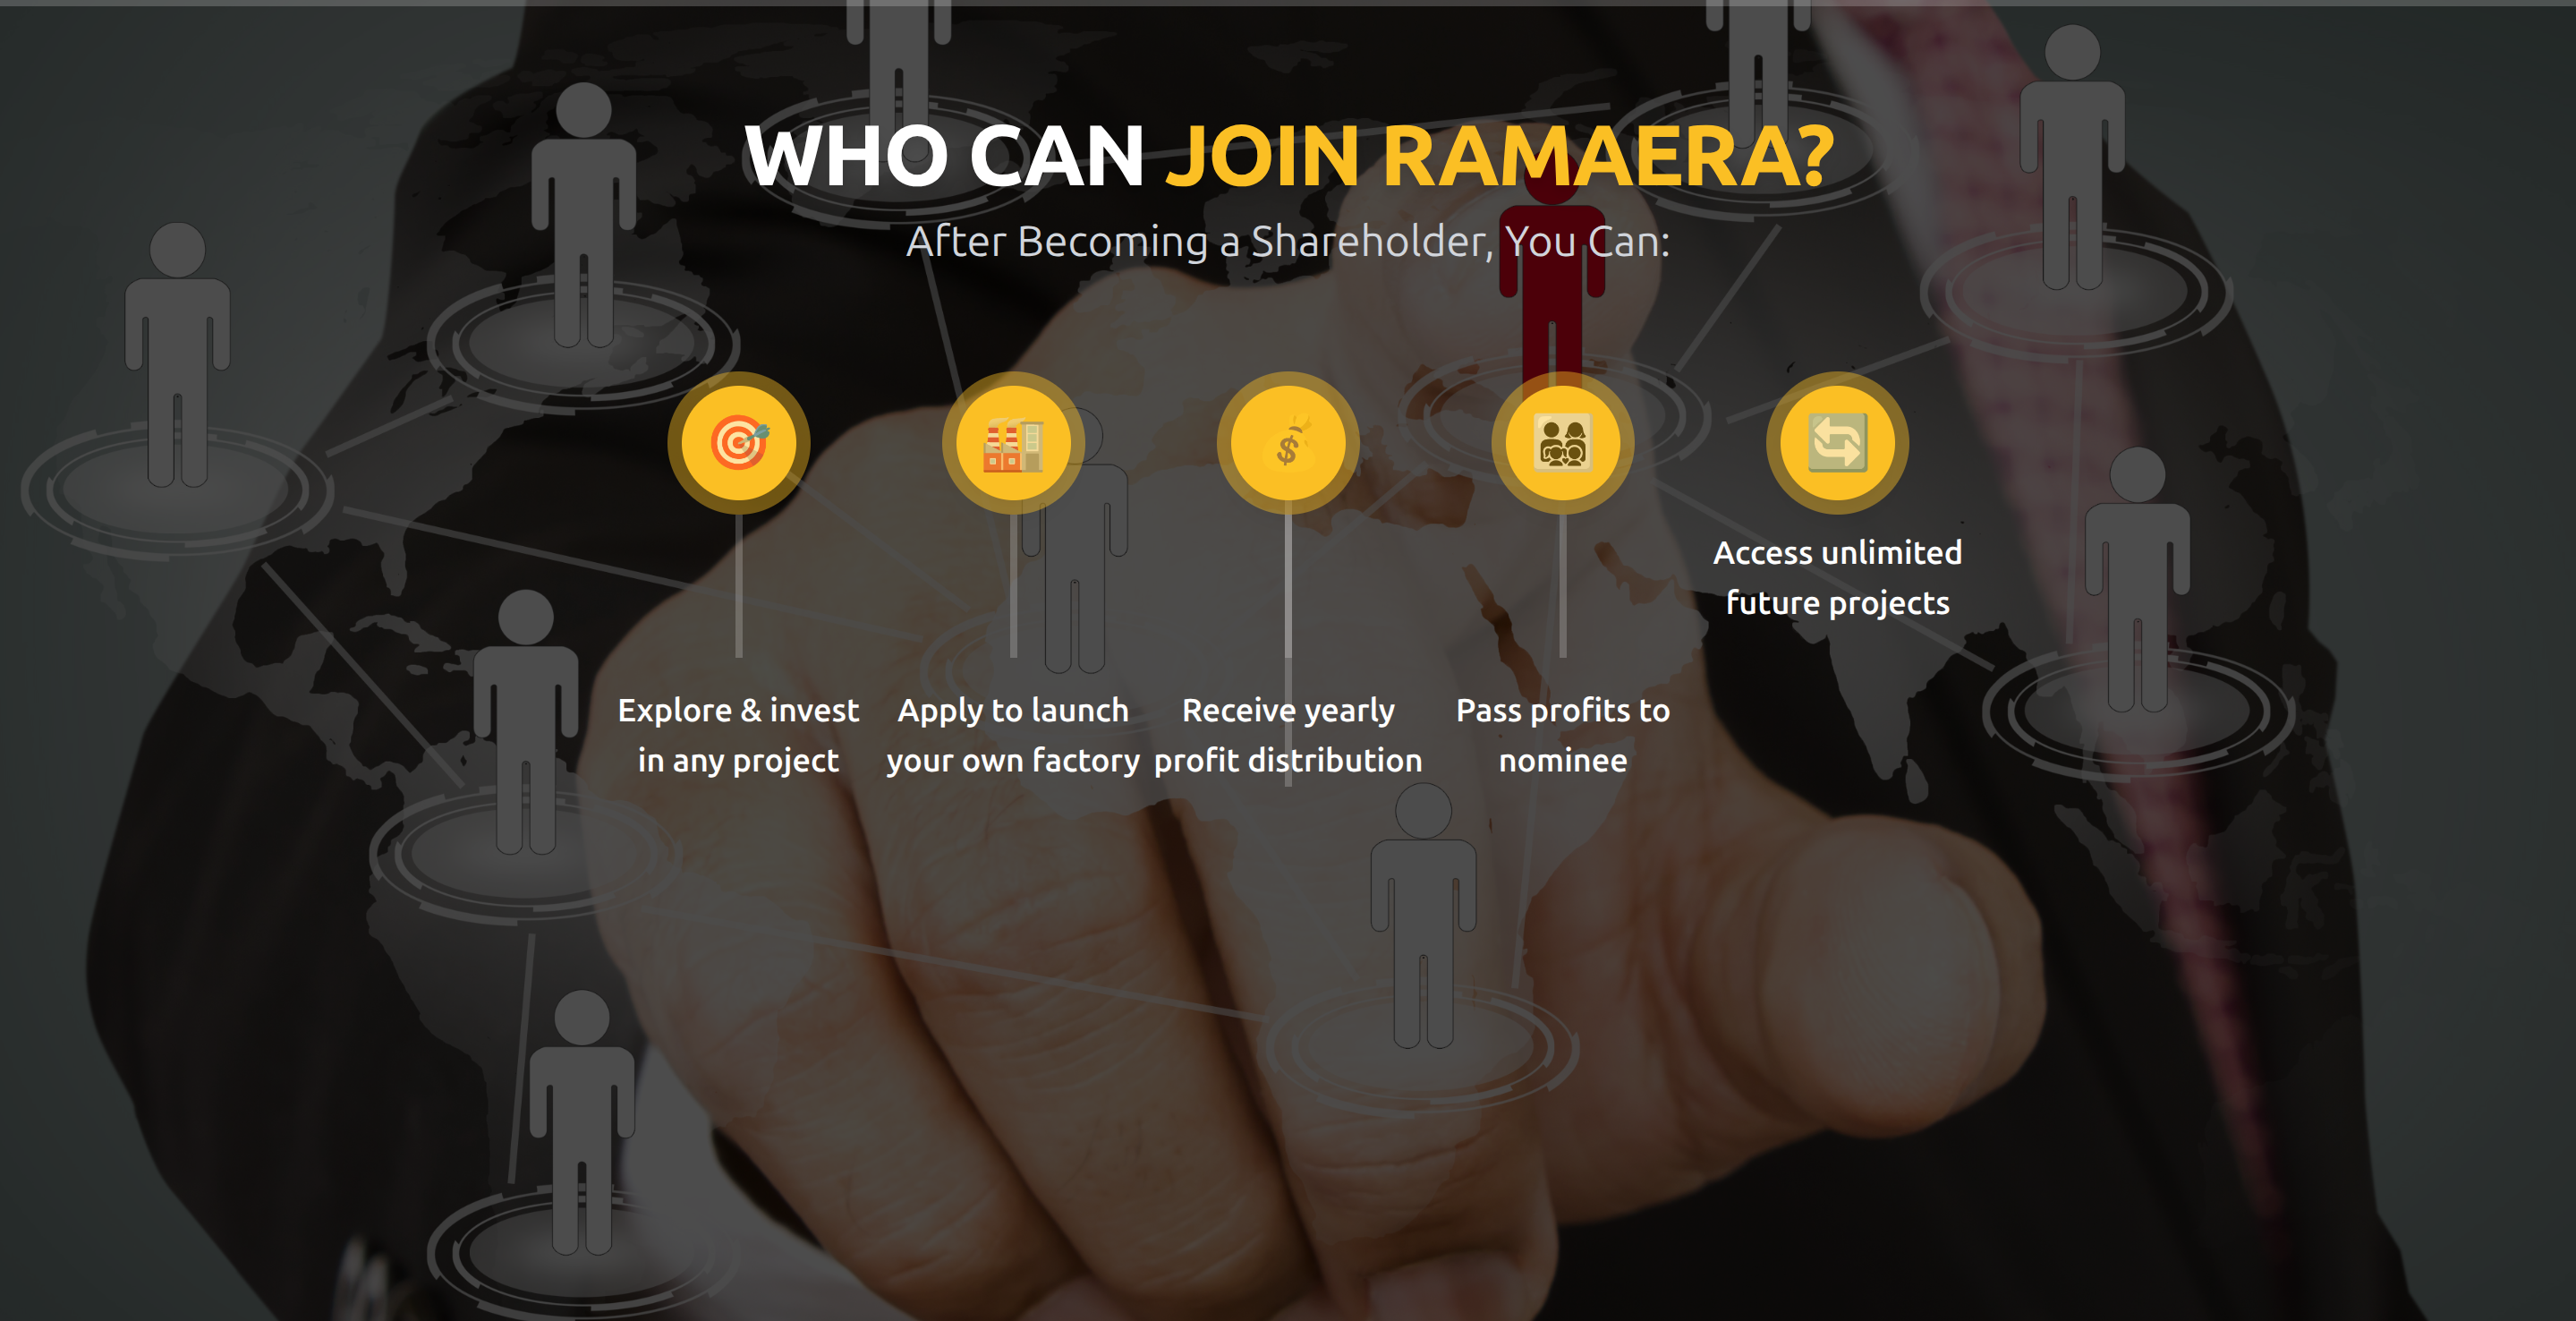 WHO CAN JOIN RAMAERA?
After Becoming a Shareholder, You Can:
Explore & invest
in any project
Apply to launch
your own factory
Receive yearly
profit distribution
Pass profits to
nominee
Access unlimited
future projects